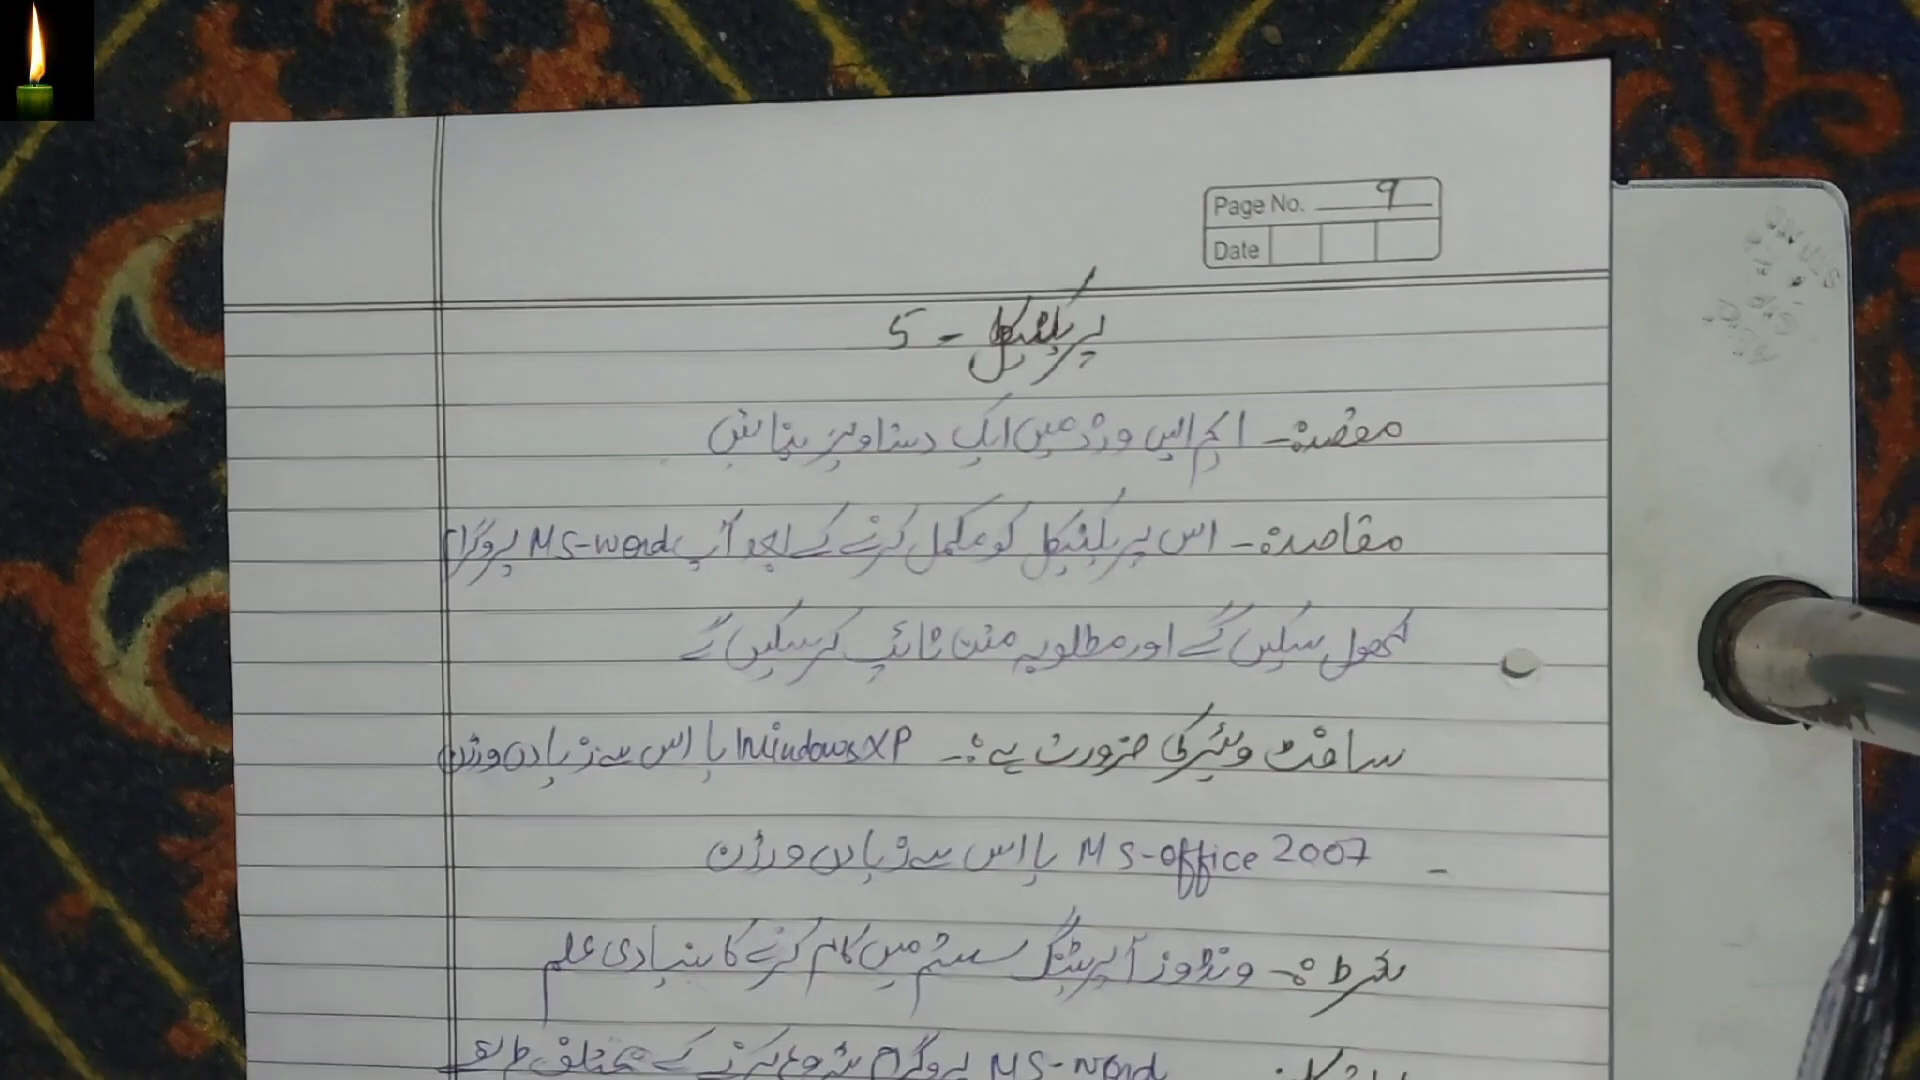 Page No. 9
Date
پریکٹیکل - 5
مقصد:- ایم ایس ورڈ میں ایک دستاویز بنائیں
مقاصد:- اس پریکٹیکل کو مکمل کرنے کے بعد آپ MS-word پروگرام
کھول سکیں گے اور مطلوبہ متن ٹائپ کر سکیں گے
سافٹ ویئر کی ضرورت ہے:- Windows XP یا اس سے زیادہ ورژن
- MS-office 2007 یا اس سے زیادہ ورژن
شرط:- ونڈوز آپریٹنگ سسٹم میں کام کرنے کا بنیادی علم
MS-word پروگرام شروع کرنے کے مختلف طریقے